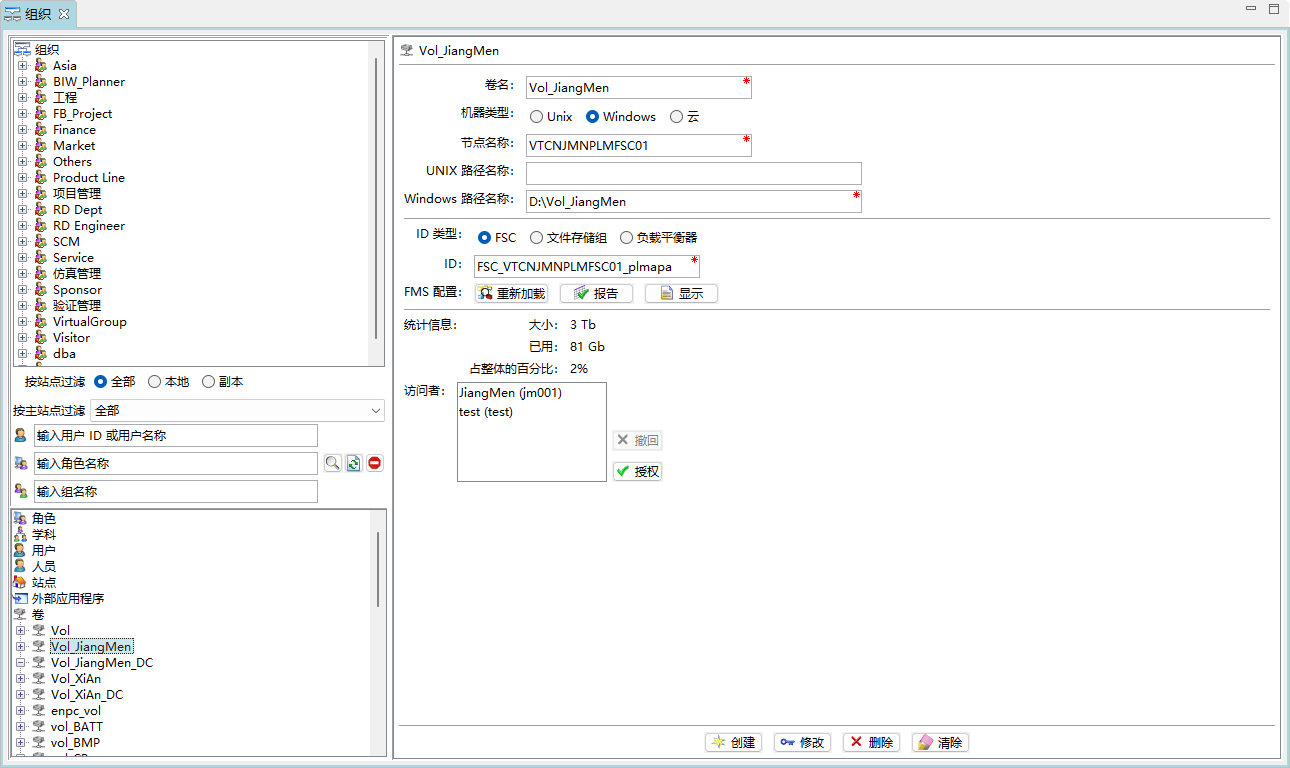 组织
组织
Asia
BIW_Planner
工程
FB_Project
Finance
Market
Others
Product Line
项目管理
RD Dept
RD Engineer
SCM
Service
仿真管理
Sponsor
验证管理
VirtualGroup
Visitor
dba
按站点过滤 全部 本地 副本
按主站点过滤 全部
输入用户 ID 或用户名称
输入角色名称
输入组名称
角色
学科
用户
人员
站点
外部应用程序
卷
Vol
Vol_JiangMen
Vol_JiangMen_DC
Vol_XiAn
Vol_XiAn_DC
enpc_vol
vol_BATT
vol_BMP
Vol_JiangMen
卷名： Vol_JiangMen *
机器类型： Unix Windows 云
节点名称： VTCNJMNPLMFSC01 *
UNIX 路径名称：
Windows 路径名称： D:\Vol_JiangMen *
ID 类型： FSC 文件存储组 负载平衡器
ID： FSC_VTCNJMNPLMFSC01_plmapa *
FMS 配置： 重新加载 报告 显示
统计信息： 大小： 3 Tb
已用： 81 Gb
占整体的百分比： 2%
访问者： JiangMen (jm001)
test (test)
撤回
授权
创建 修改 删除 清除